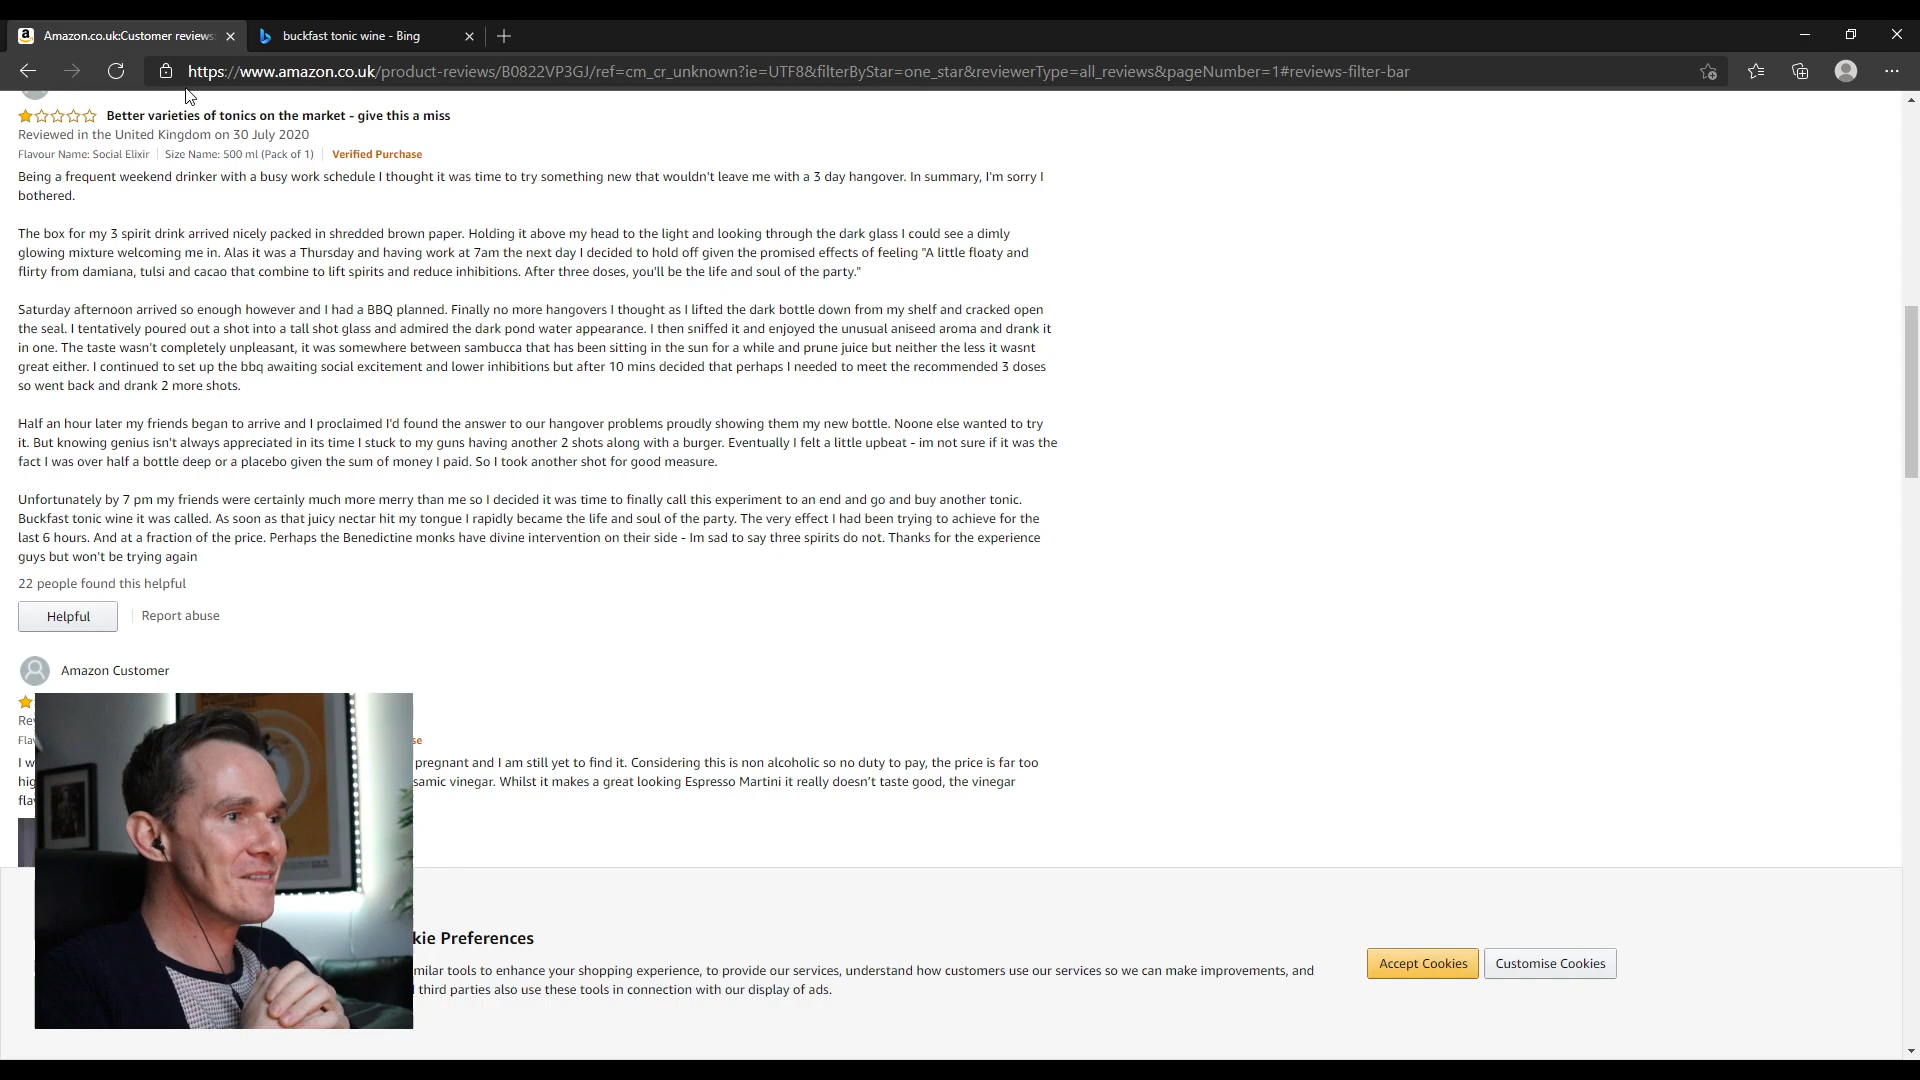 Amazon.co.uk:Customer reviews:
buckfast tonic wine - Bing
https://www.amazon.co.uk/product-reviews/B0822VP3GJ/ref=cm_cr_unknown?ie=UTF8&filterByStar=one_star&reviewerType=all_reviews&pageNumber=1#reviews-filter-bar
Better varieties of tonics on the market - give this a miss
Reviewed in the United Kingdom on 30 July 2020
Flavour Name: Social Elixir Size Name: 500 ml (Pack of 1) Verified Purchase
Being a frequent weekend drinker with a busy work schedule I thought it was time to try something new that wouldn't leave me with a 3 day hangover. In summary, I'm sorry I
bothered.
The box for my 3 spirit drink arrived nicely packed in shredded brown paper. Holding it above my head to the light and looking through the dark glass I could see a dimly
glowing mixture welcoming me in. Alas it was a Thursday and having work at 7am the next day I decided to hold off given the promised effects of feeling "A little floaty and
flirty from damiana, tulsi and cacao that combine to lift spirits and reduce inhibitions. After three doses, you'll be the life and soul of the party."
Saturday afternoon arrived so enough however and I had a BBQ planned. Finally no more hangovers I thought as I lifted the dark bottle down from my shelf and cracked open
the seal. I tentatively poured out a shot into a tall shot glass and admired the dark pond water appearance. I then sniffed it and enjoyed the unusual aniseed aroma and drank it
in one. The taste wasn't completely unpleasant, it was somewhere between sambucca that has been sitting in the sun for a while and prune juice but neither the less it wasnt
great either. I continued to set up the bbq awaiting social excitement and lower inhibitions but after 10 mins decided that perhaps I needed to meet the recommended 3 doses
so went back and drank 2 more shots.
Half an hour later my friends began to arrive and I proclaimed I'd found the answer to our hangover problems proudly showing them my new bottle. Noone else wanted to try
it. But knowing genius isn't always appreciated in its time I stuck to my guns having another 2 shots along with a burger. Eventually I felt a little upbeat - im not sure if it was the
fact I was over half a bottle deep or a placebo given the sum of money I paid. So I took another shot for good measure.
Unfortunately by 7 pm my friends were certainly much more merry than me so I decided it was time to finally call this experiment to an end and go and buy another tonic.
Buckfast tonic wine it was called. As soon as that juicy nectar hit my tongue I rapidly became the life and soul of the party. The very effect I had been trying to achieve for the
last 6 hours. And at a fraction of the price. Perhaps the Benedictine monks have divine intervention on their side - Im sad to say three spirits do not. Thanks for the experience
guys but won't be trying again
22 people found this helpful
Helpful
Report abuse
Amazon Customer
pregnant and I am still yet to find it. Considering this is non alcoholic so no duty to pay, the price is far too
samic vinegar. Whilst it makes a great looking Espresso Martini it really doesn't taste good, the vinegar
kie Preferences
milar tools to enhance your shopping experience, to provide our services, understand how customers use our services so we can make improvements, and
third parties also use these tools in connection with our display of ads.
Accept Cookies
Customise Cookies